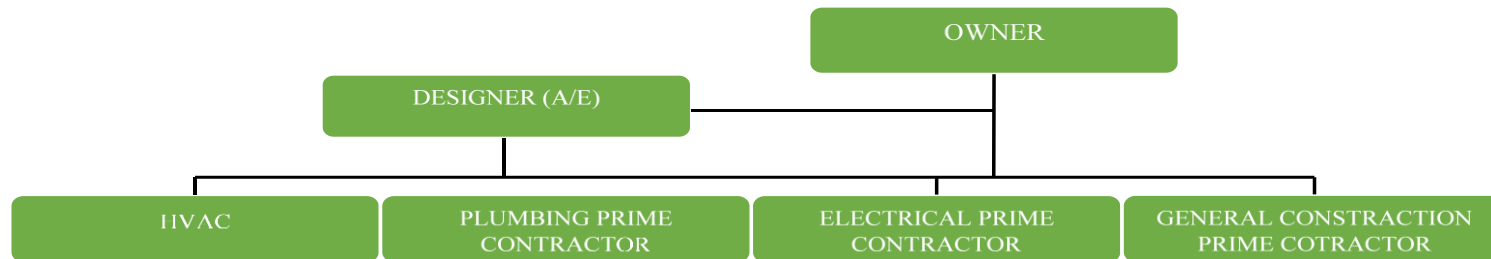 OWNER
DESIGNER (A/E)
HVAC
PLUMBING PRIME
CONTRACTOR
ELECTRICAL PRIME
CONTRACTOR
GENERAL CONSTRACTION
PRIME COTRACTOR